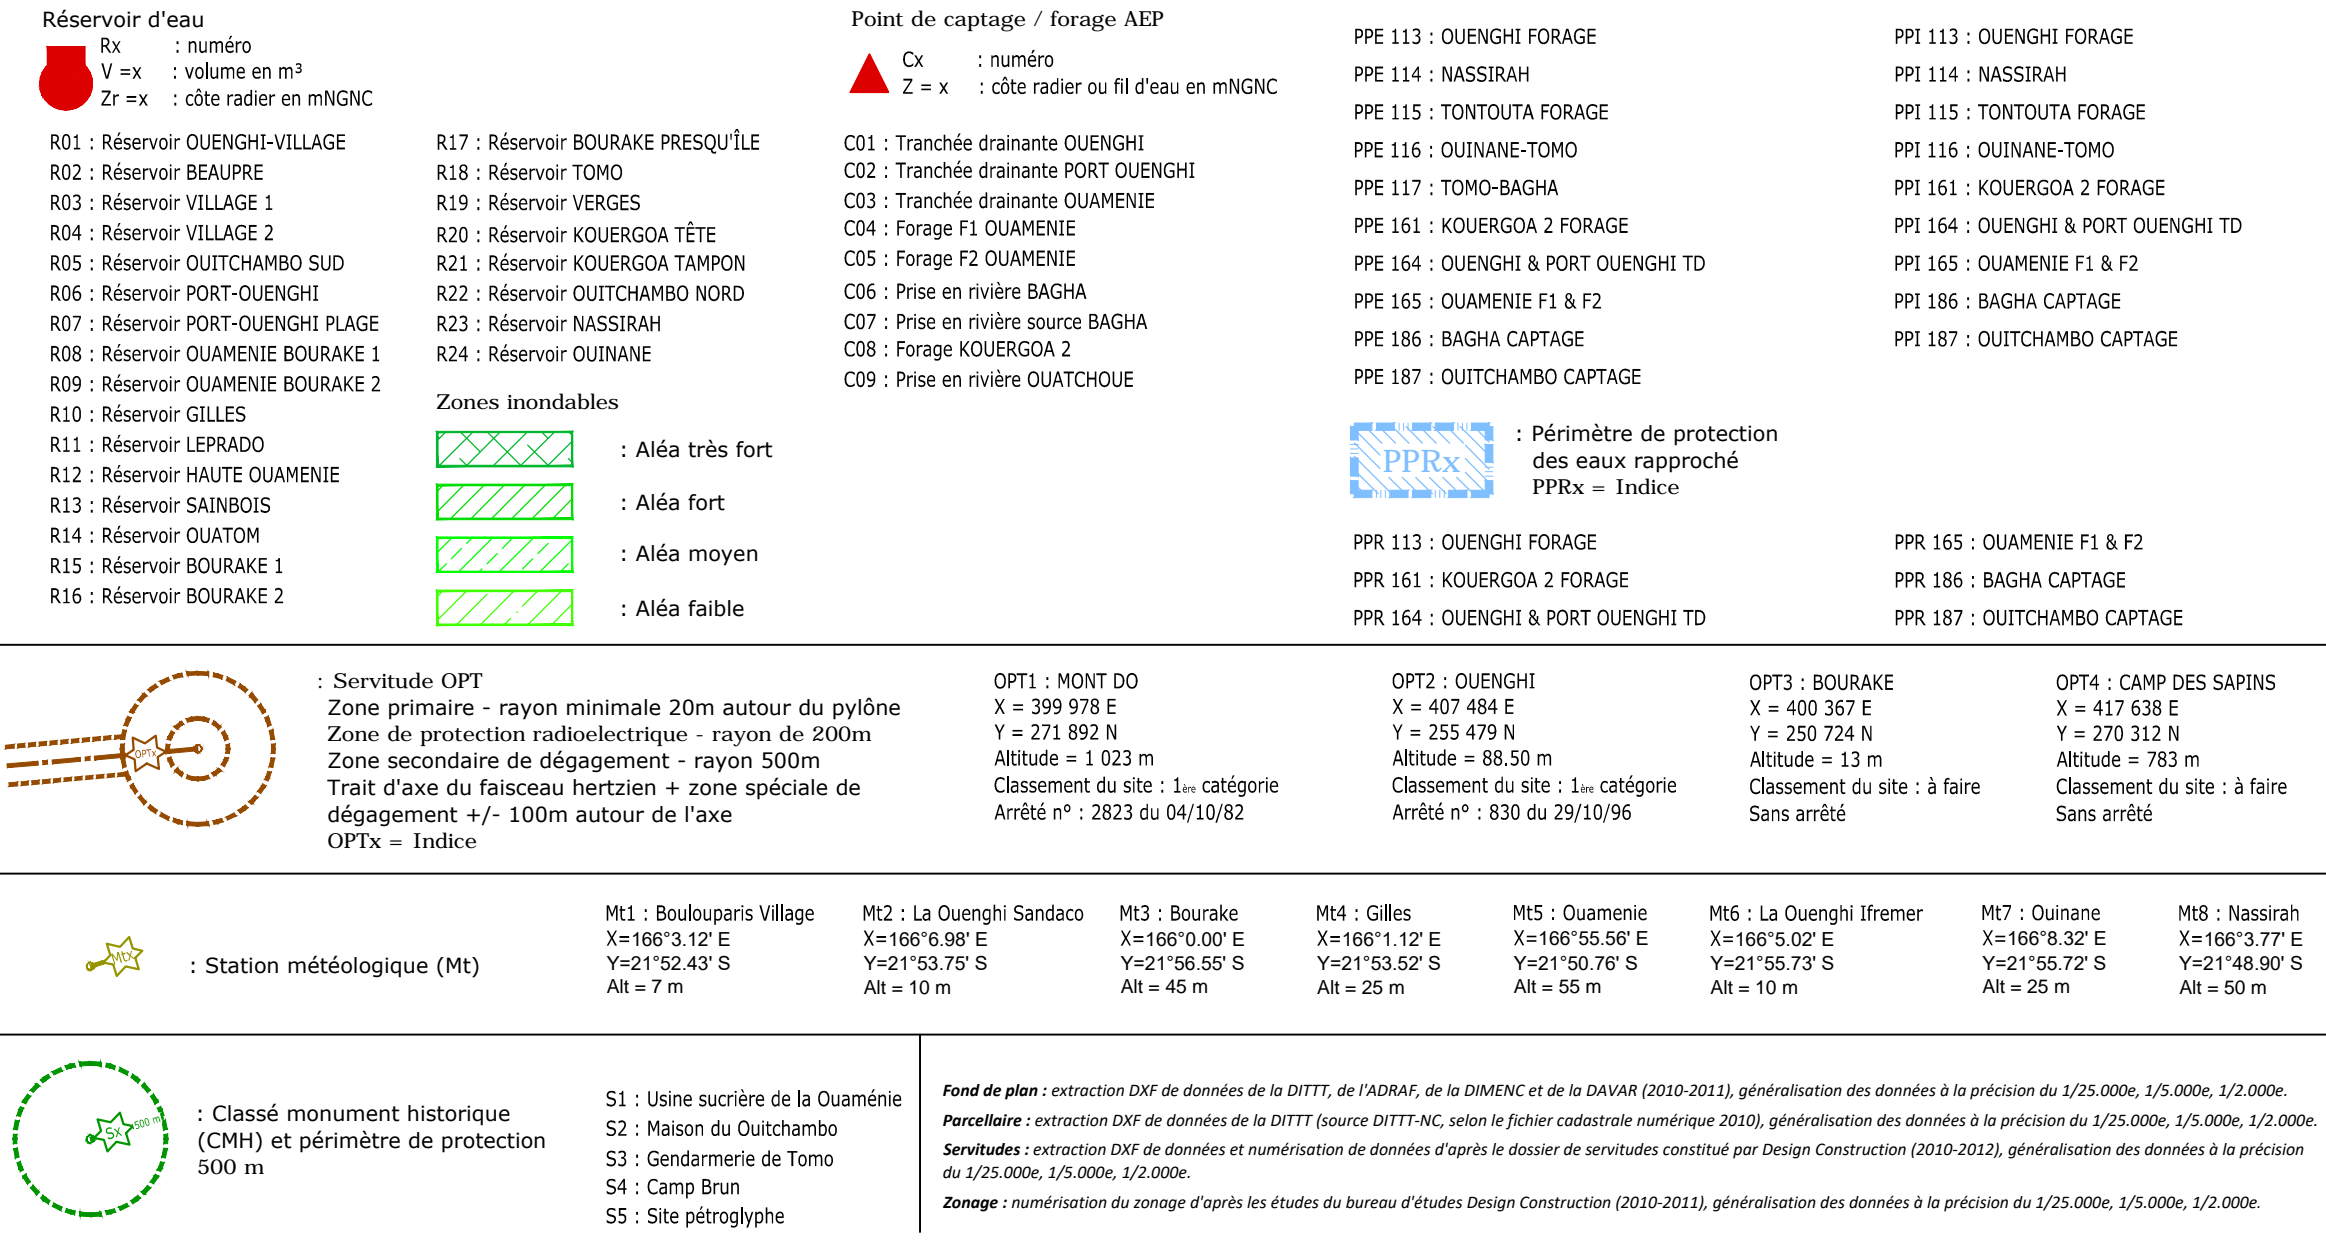 Réservoir d'eau
Rx : numéro
V =x : volume en m³
Zr =x : côte radier en mNGNC
R01 : Réservoir OUENGHI-VILLAGE
R02 : Réservoir BEAUPRE
R03 : Réservoir VILLAGE 1
R04 : Réservoir VILLAGE 2
R05 : Réservoir OUITCHAMBO SUD
R06 : Réservoir PORT-OUENGHI
R07 : Réservoir PORT-OUENGHI PLAGE
R08 : Réservoir OUAMENIE BOURAKE 1
R09 : Réservoir OUAMENIE BOURAKE 2
R10 : Réservoir GILLES
R11 : Réservoir LEPRADO
R12 : Réservoir HAUTE OUAMENIE
R13 : Réservoir SAINBOIS
R14 : Réservoir OUATOM
R15 : Réservoir BOURAKE 1
R16 : Réservoir BOURAKE 2
R17 : Réservoir BOURAKE PRESQU'ÎLE
R18 : Réservoir TOMO
R19 : Réservoir VERGES
R20 : Réservoir KOUERGOA TÊTE
R21 : Réservoir KOUERGOA TAMPON
R22 : Réservoir OUITCHAMBO NORD
R23 : Réservoir NASSIRAH
R24 : Réservoir OUINANE
Zones inondables
: Aléa très fort
: Aléa fort
: Aléa moyen
: Aléa faible
Point de captage / forage AEP
Cx : numéro
Z = x : côte radier ou fil d'eau en mNGNC
C01 : Tranchée drainante OUENGHI
C02 : Tranchée drainante PORT OUENGHI
C03 : Tranchée drainante OUAMENIE
C04 : Forage F1 OUAMENIE
C05 : Forage F2 OUAMENIE
C06 : Prise en rivière BAGHA
C07 : Prise en rivière source BAGHA
C08 : Forage KOUERGOA 2
C09 : Prise en rivière OUATCHOUE
PPE 113 : OUENGHI FORAGE
PPE 114 : NASSIRAH
PPE 115 : TONTOUTA FORAGE
PPE 116 : OUINANE-TOMO
PPE 117 : TOMO-BAGHA
PPE 161 : KOUERGOA 2 FORAGE
PPE 164 : OUENGHI & PORT OUENGHI TD
PPE 165 : OUAMENIE F1 & F2
PPE 186 : BAGHA CAPTAGE
PPE 187 : OUITCHAMBO CAPTAGE
PPI 113 : OUENGHI FORAGE
PPI 114 : NASSIRAH
PPI 115 : TONTOUTA FORAGE
PPI 116 : OUINANE-TOMO
PPI 161 : KOUERGOA 2 FORAGE
PPI 164 : OUENGHI & PORT OUENGHI TD
PPI 165 : OUAMENIE F1 & F2
PPI 186 : BAGHA CAPTAGE
PPI 187 : OUITCHAMBO CAPTAGE
PPRx
: Périmètre de protection
des eaux rapproché
PPRx = Indice
PPR 113 : OUENGHI FORAGE
PPR 161 : KOUERGOA 2 FORAGE
PPR 164 : OUENGHI & PORT OUENGHI TD
PPR 165 : OUAMENIE F1 & F2
PPR 186 : BAGHA CAPTAGE
PPR 187 : OUITCHAMBO CAPTAGE
OPTx
: Servitude OPT
Zone primaire - rayon minimale 20m autour du pylône
Zone de protection radioelectrique - rayon de 200m
Zone secondaire de dégagement - rayon 500m
Trait d'axe du faisceau hertzien + zone spéciale de
dégagement +/- 100m autour de l'axe
OPTx = Indice
OPT1 : MONT DO
X = 399 978 E
Y = 271 892 N
Altitude = 1 023 m
Classement du site : 1ère catégorie
Arrêté n° : 2823 du 04/10/82
OPT2 : OUENGHI
X = 407 484 E
Y = 255 479 N
Altitude = 88.50 m
Classement du site : 1ère catégorie
Arrêté n° : 830 du 29/10/96
OPT3 : BOURAKE
X = 400 367 E
Y = 250 724 N
Altitude = 13 m
Classement du site : à faire
Sans arrêté
OPT4 : CAMP DES SAPINS
X = 417 638 E
Y = 270 312 N
Altitude = 783 m
Classement du site : à faire
Sans arrêté
Mtx
: Station météologique (Mt)
Mt1 : Boulouparis Village
X=166°3.12' E
Y=21°52.43' S
Alt = 7 m
Mt2 : La Ouenghi Sandaco
X=166°6.98' E
Y=21°53.75' S
Alt = 10 m
Mt3 : Bourake
X=166°0.00' E
Y=21°56.55' S
Alt = 45 m
Mt4 : Gilles
X=166°1.12' E
Y=21°53.52' S
Alt = 25 m
Mt5 : Ouamenie
X=166°55.56' E
Y=21°50.76' S
Alt = 55 m
Mt6 : La Ouenghi Ifremer
X=166°5.02' E
Y=21°55.73' S
Alt = 10 m
Mt7 : Ouinane
X=166°8.32' E
Y=21°55.72' S
Alt = 25 m
Mt8 : Nassirah
X=166°3.77' E
Y=21°48.90' S
Alt = 50 m
Sx
500 m
: Classé monument historique
(CMH) et périmètre de protection
500 m
S1 : Usine sucrière de la Ouaménie
S2 : Maison du Ouitchambo
S3 : Gendarmerie de Tomo
S4 : Camp Brun
S5 : Site pétroglyphe
Fond de plan : extraction DXF de données de la DITTT, de l'ADRAF, de la DIMENC et de la DAVAR (2010-2011), généralisation des données à la précision du 1/25.000e, 1/5.000e, 1/2.000e.
Parcellaire : extraction DXF de données de la DITTT (source DITTT-NC, selon le fichier cadastrale numérique 2010), généralisation des données à la précision du 1/25.000e, 1/5.000e, 1/2.000e.
Servitudes : extraction DXF de données et numérisation de données d'après le dossier de servitudes constitué par Design Construction (2010-2012), généralisation des données à la précision
du 1/25.000e, 1/5.000e, 1/2.000e.
Zonage : numérisation du zonage d'après les études du bureau d'études Design Construction (2010-2011), généralisation des données à la précision du 1/25.000e, 1/5.000e, 1/2.000e.